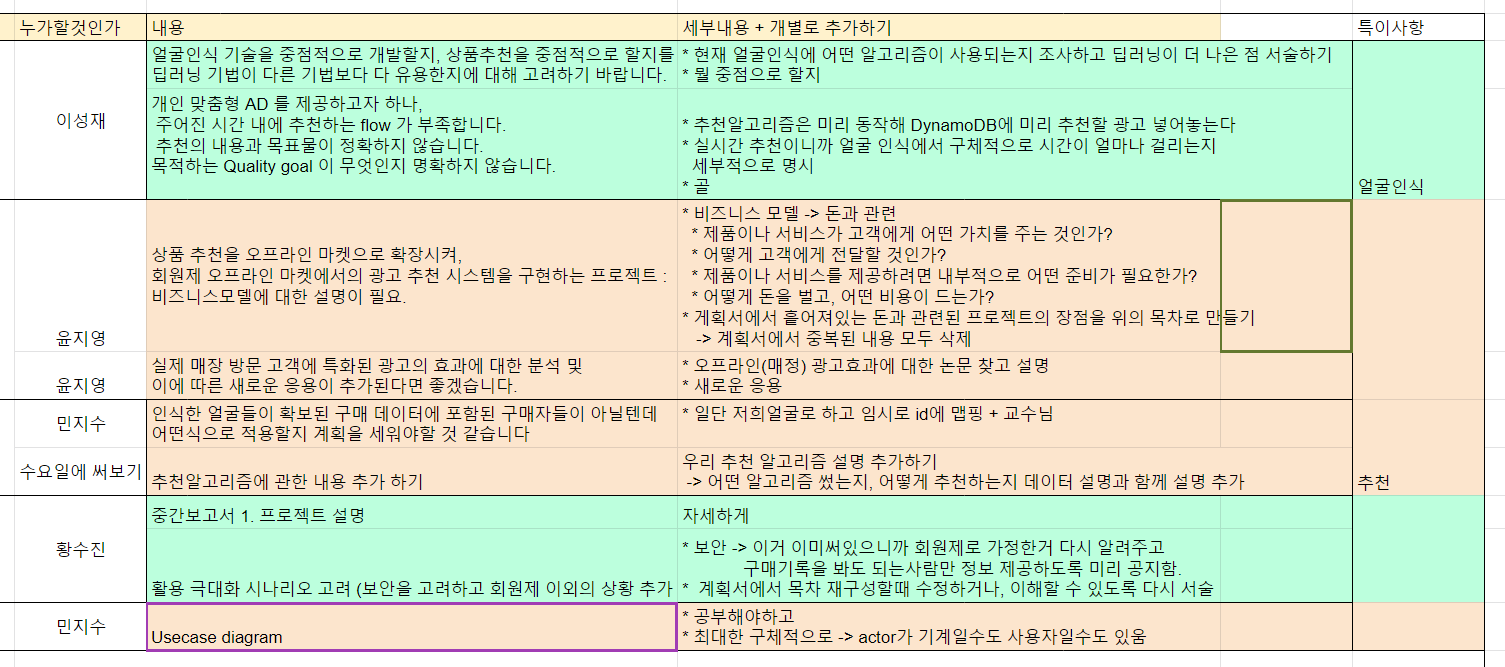 누가할것인가 내용 세부내용 + 개별로 추가하기 특이사항
이성재
얼굴인식 기술을 중점적으로 개발할지, 상품추천을 중점적으로 할지를
딥러닝 기법이 다른 기법보다 다 유용한지에 대해 고려하기 바랍니다.
* 현재 얼굴인식에 어떤 알고리즘이 사용되는지 조사하고 딥러닝이 더 나은 점 서술하기
* 뭘 중점으로 할지
개인 맞춤형 AD 를 제공하고자 하나,
주어진 시간 내에 추천하는 flow 가 부족합니다.
추천의 내용과 목표물이 정확하지 않습니다.
목적하는 Quality goal 이 무엇인지 명확하지 않습니다.
* 추천알고리즘은 미리 동작해 DynamoDB에 미리 추천할 광고 넣어놓는다
* 실시간 추천이니까 얼굴 인식에서 구체적으로 시간이 얼마나 걸리는지
세부적으로 명시
* 골
얼굴인식
윤지영
상품 추천을 오프라인 마켓으로 확장시켜,
회원제 오프라인 마켓에서의 광고 추천 시스템을 구현하는 프로젝트 :
비즈니스모델에 대한 설명이 필요.
* 비즈니스 모델 -> 돈과 관련
* 제품이나 서비스가 고객에게 어떤 가치를 주는 것인가?
* 어떻게 고객에게 전달할 것인가?
* 제품이나 서비스를 제공하려면 내부적으로 어떤 준비가 필요한가?
* 어떻게 돈을 벌고, 어떤 비용이 드는가?
* 게획서에서 흩어져있는 돈과 관련된 프로젝트의 장점을 위의 목차로 만들기
-> 계획서에서 중복된 내용 모두 삭제
윤지영
실제 매장 방문 고객에 특화된 광고의 효과에 대한 분석 및
이에 따른 새로운 응용이 추가된다면 좋겠습니다.
* 오프라인(매정) 광고효과에 대한 논문 찾고 설명
* 새로운 응용
민지수
인식한 얼굴들이 확보된 구매 데이터에 포함된 구매자들이 아닐텐데
어떤식으로 적용할지 계획을 세워야할 것 같습니다
* 일단 저희얼굴로 하고 임시로 id에 맵핑 + 교수님
수요일에 써보기
추천알고리즘에 관한 내용 추가 하기
우리 추천 알고리즘 설명 추가하기
-> 어떤 알고리즘 썼는지, 어떻게 추천하는지 데이터 설명과 함께 설명 추가
추천
황수진
중간보고서 1. 프로젝트 설명
자세하게
활용 극대화 시나리오 고려 (보안을 고려하고 회원제 이외의 상황 추가
* 보안 -> 이거 이미써있으니까 회원제로 가정한거 다시 알려주고
구매기록을 봐도 되는사람만 정보 제공하도록 미리 공지함.
* 계획서에서 목차 재구성할때 수정하거나, 이해할 수 있도록 다시 서술
민지수
Usecase diagram
* 공부해야하고
* 최대한 구체적으로 -> actor가 기계일수도 사용자일수도 있움